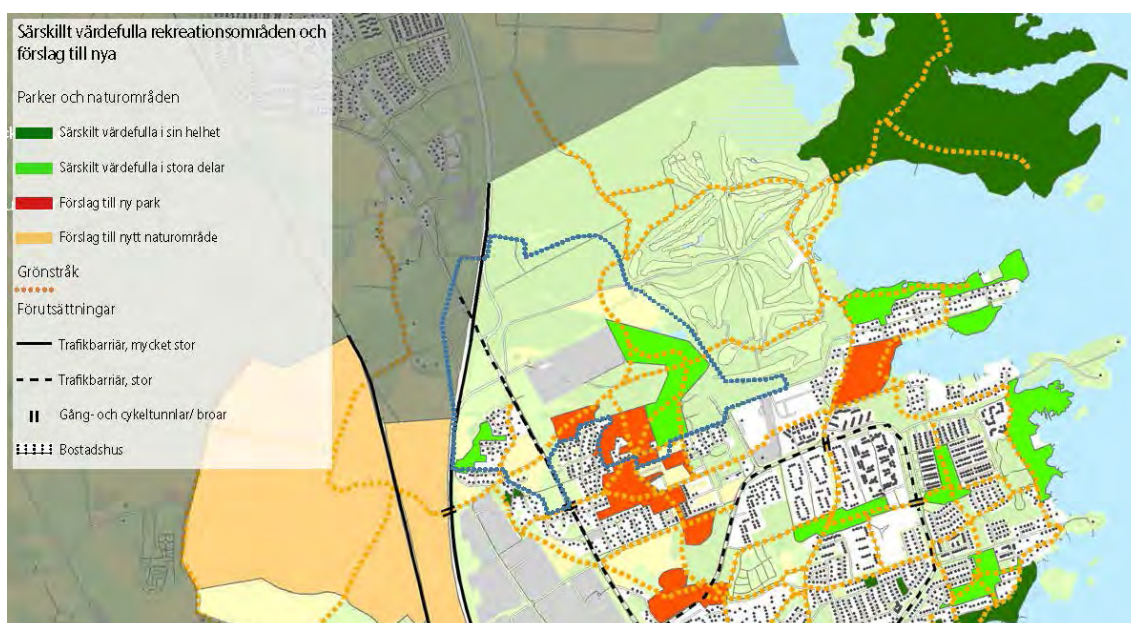 Särskillt värdefulla rekreationsområden och
förslag till nya
Parker och naturområden
Särskilt värdefulla i sin helhet
Särskilt värdefulla i stora delar
Förslag till ny park
Förslag till nytt naturområde
Grönstråk
Förutsättningar
Trafikbarriär, mycket stor
Trafikbarriär, stor
Gång- och cykeltunnlar/ broar
Bostadshus